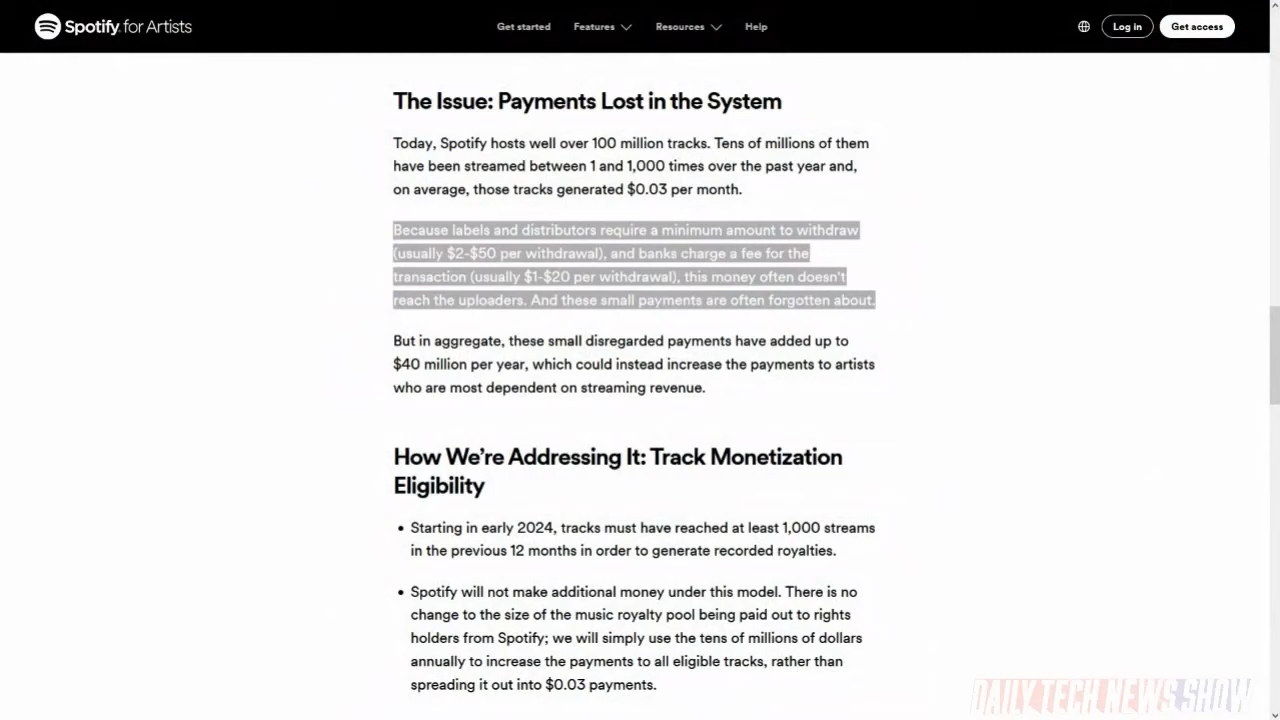 Spotify for Artists
Get started
Features
Resources
Help
Log in
Get access
The Issue: Payments Lost in the System
Today, Spotify hosts well over 100 million tracks. Tens of millions of them
have been streamed between 1 and 1,000 times over the past year and,
on average, those tracks generated $0.03 per month.
Because labels and distributors require a minimum amount to withdraw
(usually $2-$50 per withdrawal), and banks charge a fee for the
transaction (usually $1-$20 per withdrawal), this money often doesn't
reach the uploaders. And these small payments are often forgotten about.
But in aggregate, these small disregarded payments have added up to
$40 million per year, which could instead increase the payments to artists
who are most dependent on streaming revenue.
How We’re Addressing It: Track Monetization
Eligibility
• Starting in early 2024, tracks must have reached at least 1,000 streams
in the previous 12 months in order to generate recorded royalties.
• Spotify will not make additional money under this model. There is no
change to the size of the music royalty pool being paid out to rights
holders from Spotify; we will simply use the tens of millions of dollars
annually to increase the payments to all eligible tracks, rather than
spreading it out into $0.03 payments.
DAILY TECH NEWS SHOW